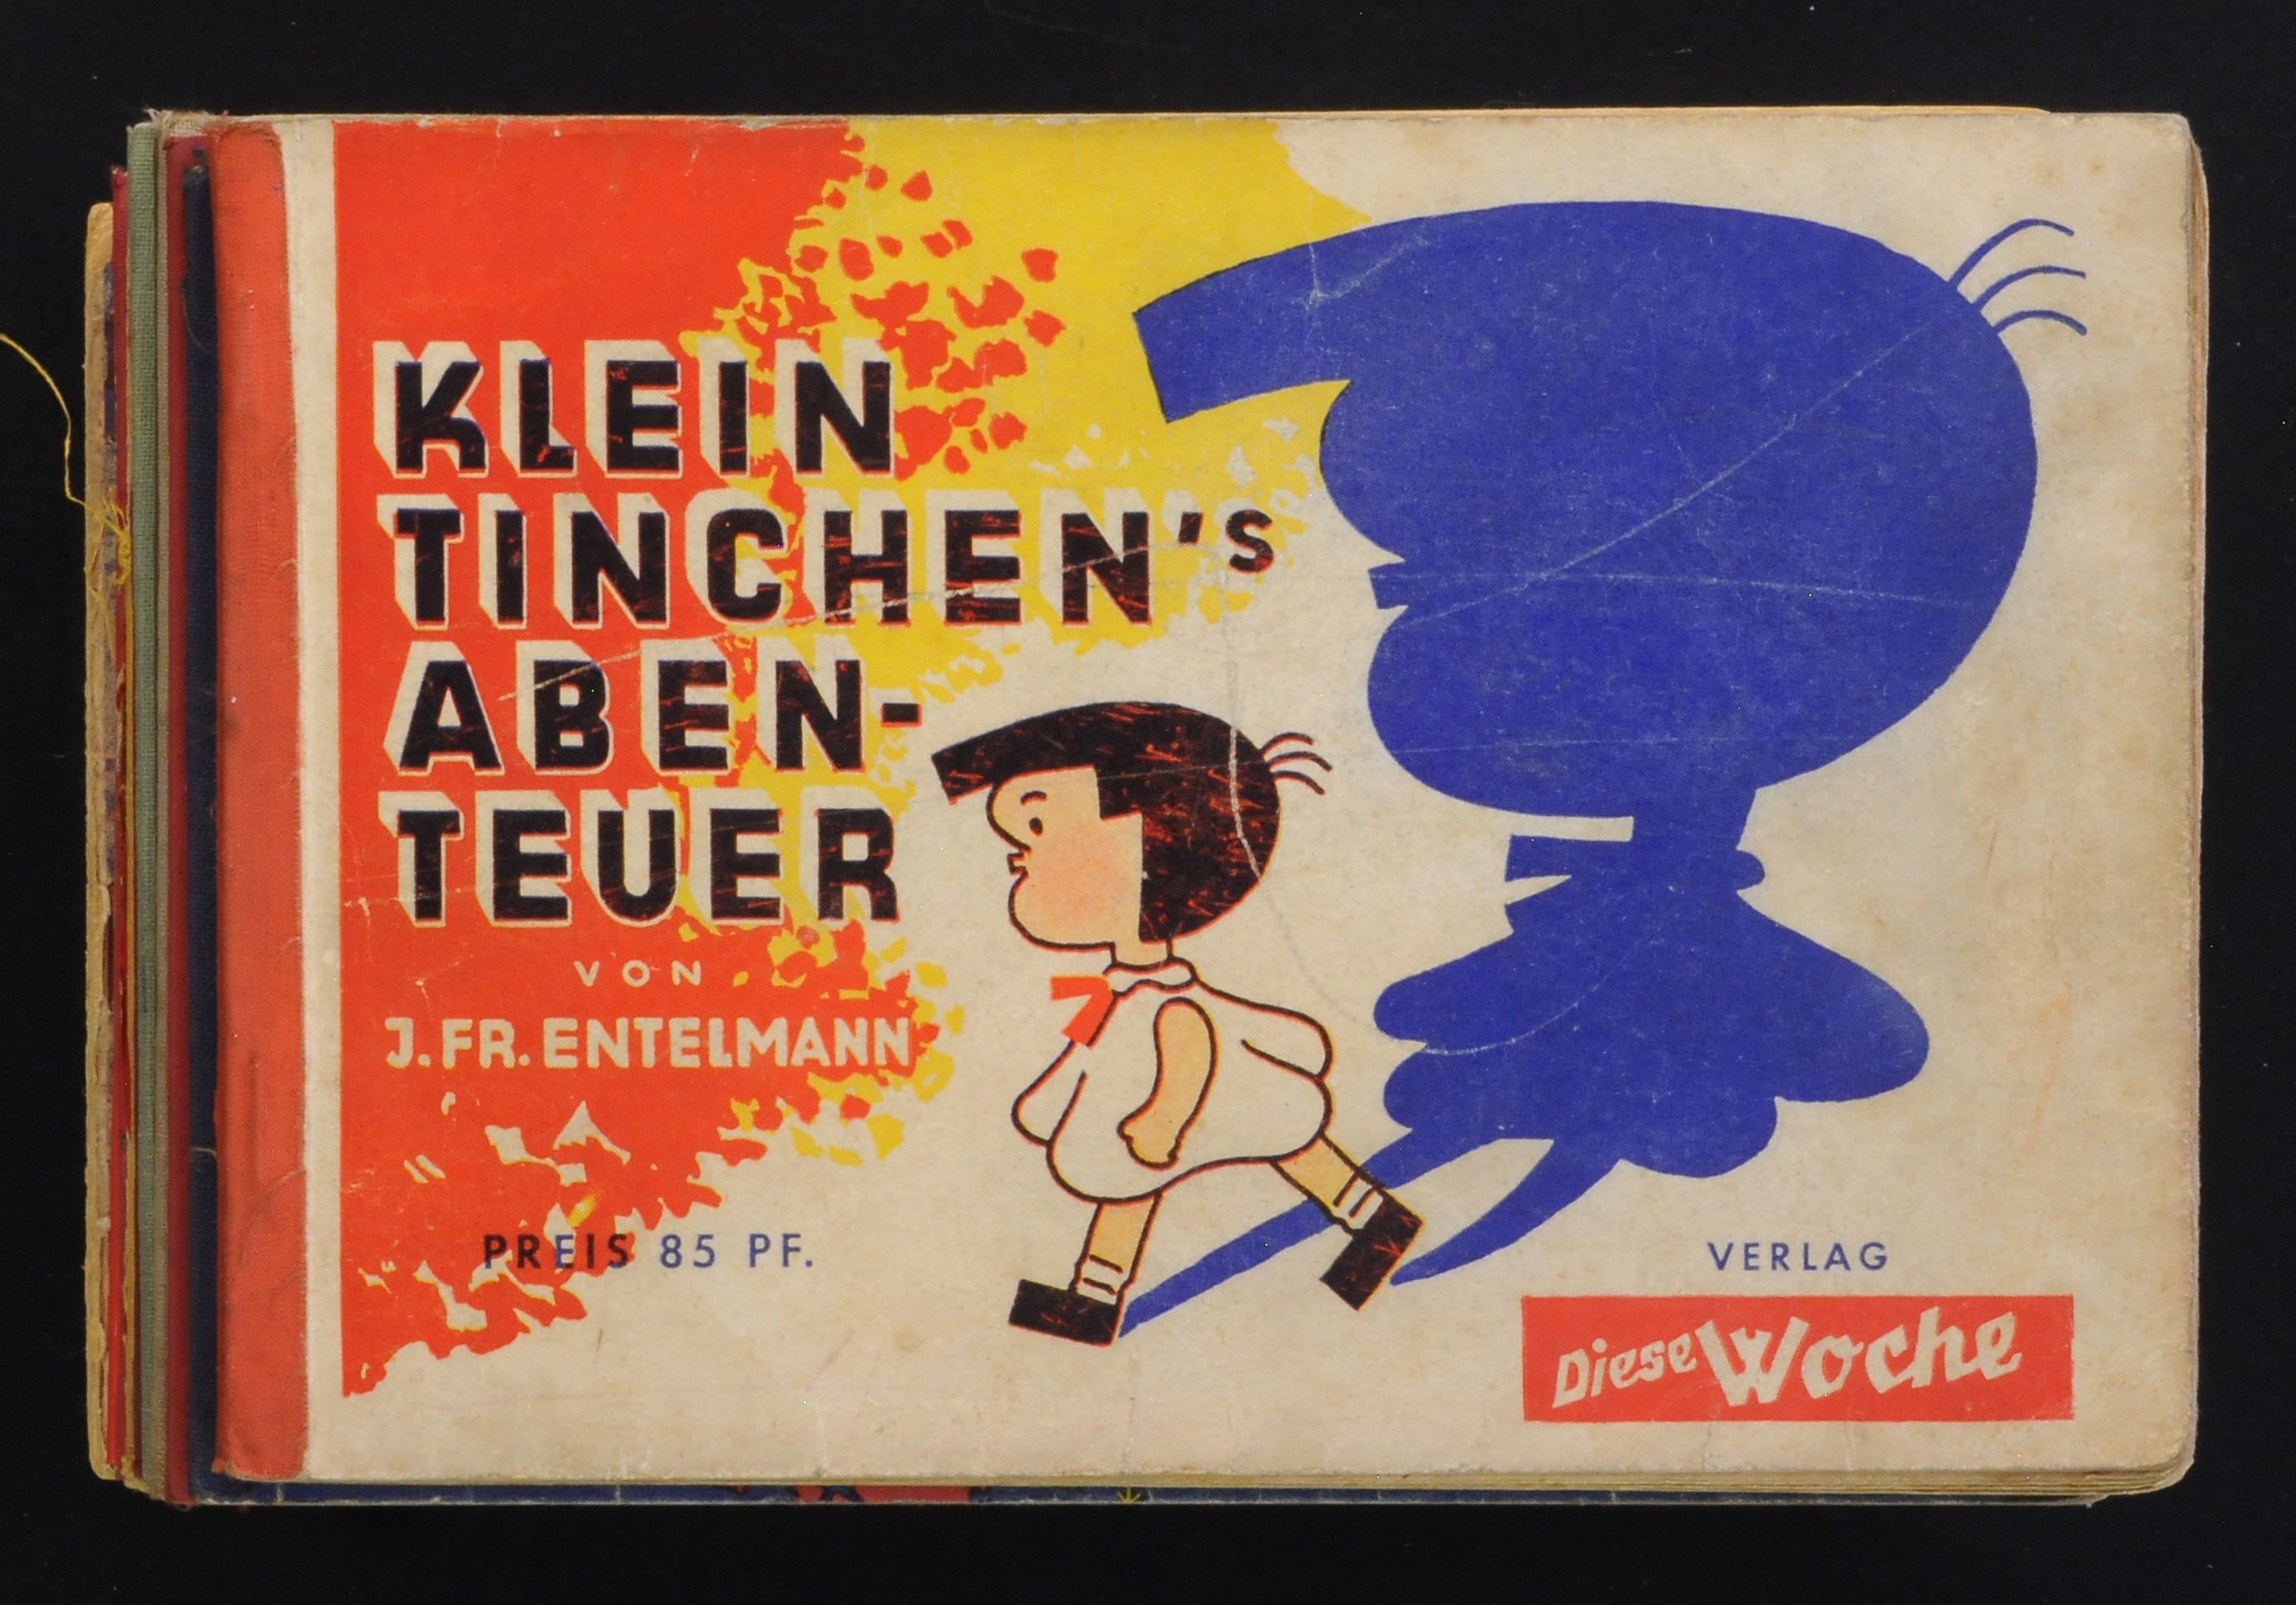 KLEIN
TINCHEN'S
ABEN-
TEUER
VON
J. FR. ENTELMANN
PREIS 85 PF.
VERLAG
Diese Woche